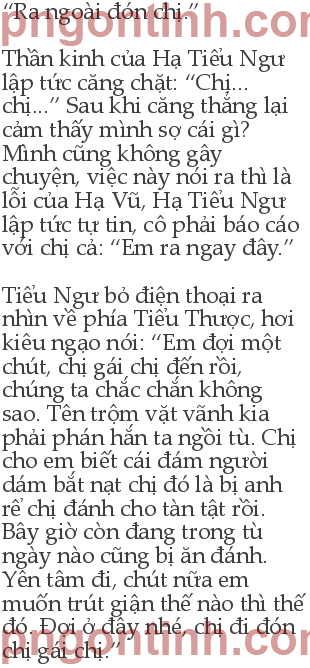 pngontinh.com
“Ra ngoài đón chị.”
Thần kinh của Hạ Tiểu Ngư
lập tức căng chặt: “Chị...
chị...” Sau khi căng thẳng lại
cảm thấy mình sợ cái gì?
Mình cũng không gây
chuyện, việc này nói ra thì là
lỗi của Hạ Vũ, Hạ Tiểu Ngư
lập tức tự tin, cô phải báo cáo
với chị cả: “Em ra ngay đây.”
Tiểu Ngư bỏ điện thoại ra
nhìn về phía Tiểu Thược, hơi
kiêu ngạo nói: “Em đợi một
chút, chị gái chị đến rồi,
chúng ta chắc chắn không
sao. Tên trộm vặt vãnh kia
phải phán hắn ta ngồi tù. Chị
cho em biết cái đám người
dám bắt nạt chị đó là bị anh
rể chị đánh cho tàn tật rồi.
Bây giờ còn đang trong tù
ngày nào cũng bị ăn đánh.
Yên tâm đi, chút nữa em
muốn trút giận thế nào thì thế
đó. Đợi ở đây nhé, chị đi đón
chị gái chị.”
pngontinh.com